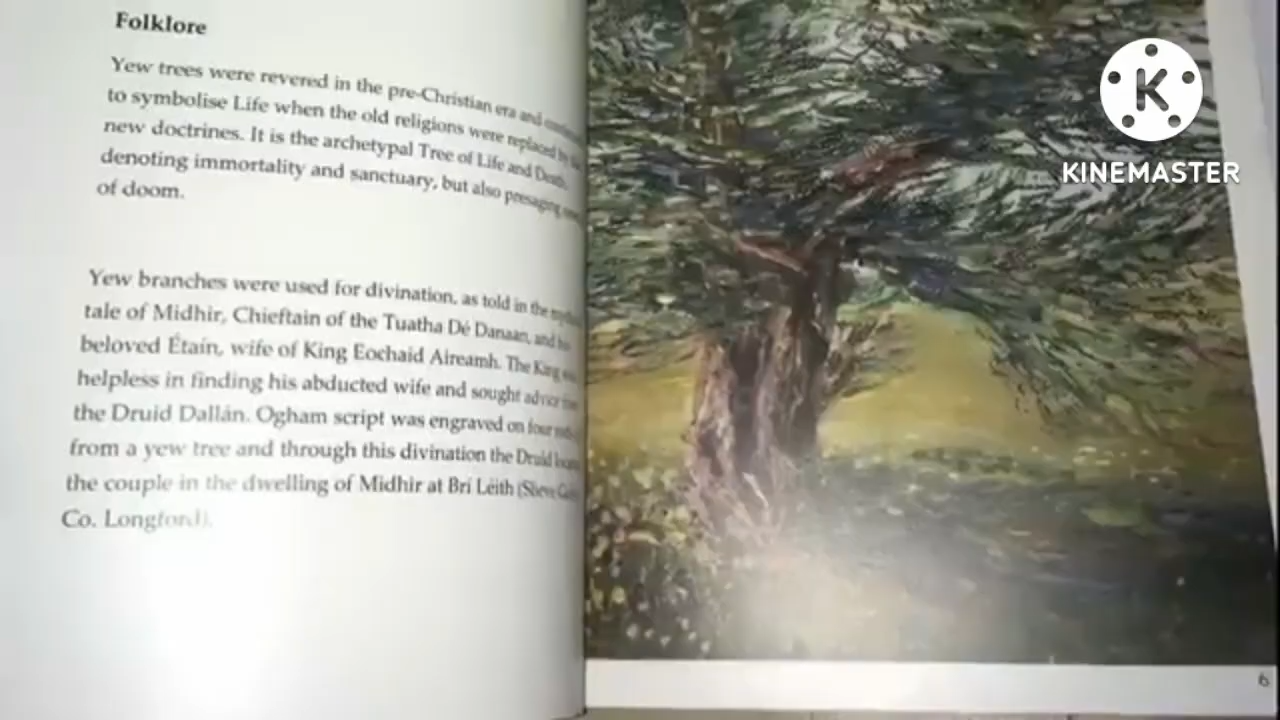 Folklore
Yew trees were revered in the pre-Christian era and
to symbolise Life when the old religions were replaced by
new doctrines. It is the archetypal Tree of Life and Death,
denoting immortality and sanctuary, but also presaging
of doom.
Yew branches were used for divination, as told in the
tale of Midhir, Chieftain of the Tuatha Dé Danaan, and his
beloved Étaín, wife of King Eochaid Aireamh. The King was
helpless in finding his abducted wife and sought advice
the Druid Dallán. Ogham script was engraved on four
from a yew tree and through this divination the Druid
the couple in the dwelling of Midhir at Brí Léith (Slieve
Co. Longford).
6
K
KINEMASTER